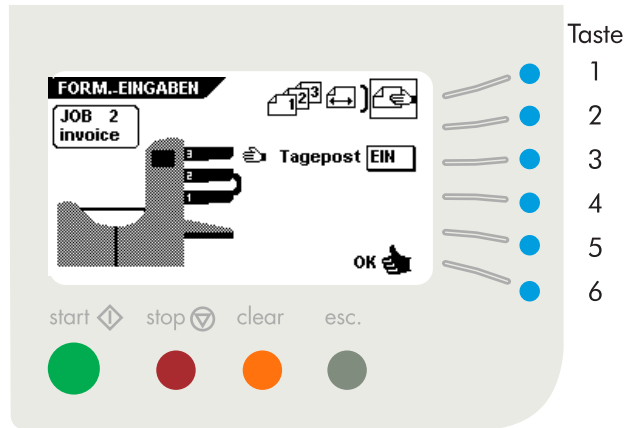 Taste
FORM.-EINGABEN
1 2 3
1
JOB 2
invoice
2
3
Tagepost EIN
3
2
1
4
5
OK
6
start stop clear esc.